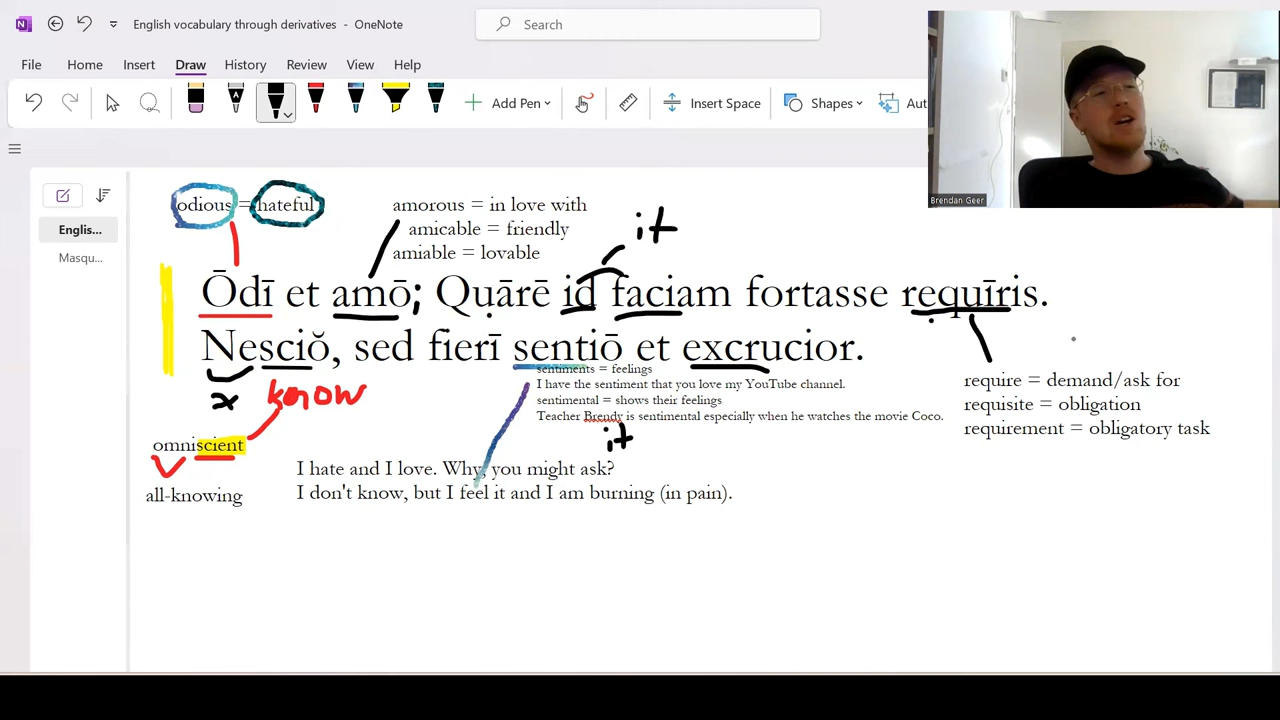 English vocabulary through derivatives - OneNote
Search
File Home Insert Draw History Review View Help
Add Pen Insert Space Shapes Aut
Brendan Geer
Englis...
Masqu...
odious = hateful
amorous = in love with
amicable = friendly
amiable = lovable
it
Ōdī et amō; Quārē id faciam fortasse requīris.
Nesciŏ, sed fierī sentiō et excrucior.
x know
sentiments = feelings
I have the sentiment that you love my YouTube channel.
sentimental = shows their feelings
Teacher Brendy is sentimental especially when he watches the movie Coco.
require = demand/ask for
requisite = obligation
requirement = obligatory task
omniscient
all-knowing
it
I hate and I love. Why, you might ask?
I don't know, but I feel it and I am burning (in pain).